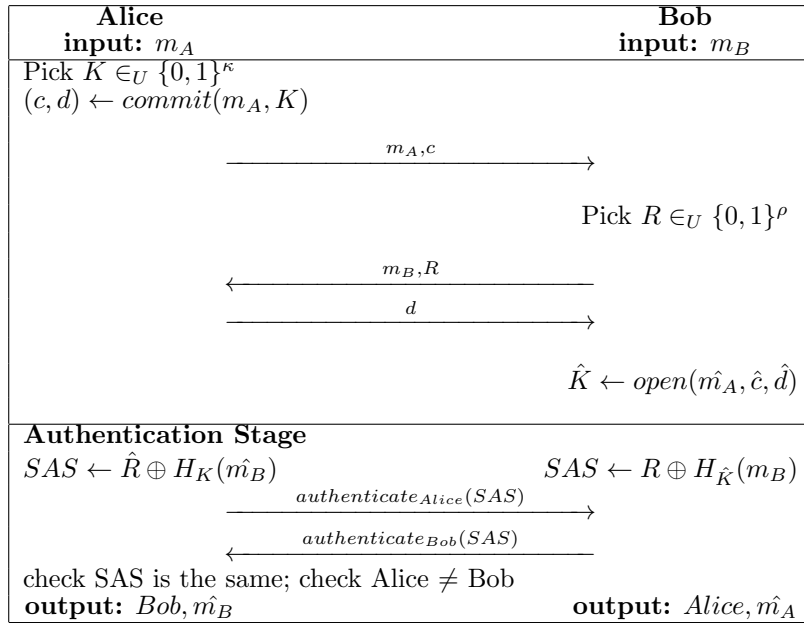 Alice Bob
input: m_A input: m_B
Pick K ∈_U {0, 1}^κ
(c, d) ← commit(m_A, K)
m_A,c
Pick R ∈_U {0, 1}^ρ
m_B,R
d
K̂ ← open(m̂_A, ĉ, d̂)
Authentication Stage
SAS ← R̂ ⊕ H_K(m̂_B) SAS ← R ⊕ H_K̂(m_B)
authenticate_Alice(SAS)
authenticate_Bob(SAS)
check SAS is the same; check Alice ≠ Bob
output: Bob, m̂_B output: Alice, m̂_A